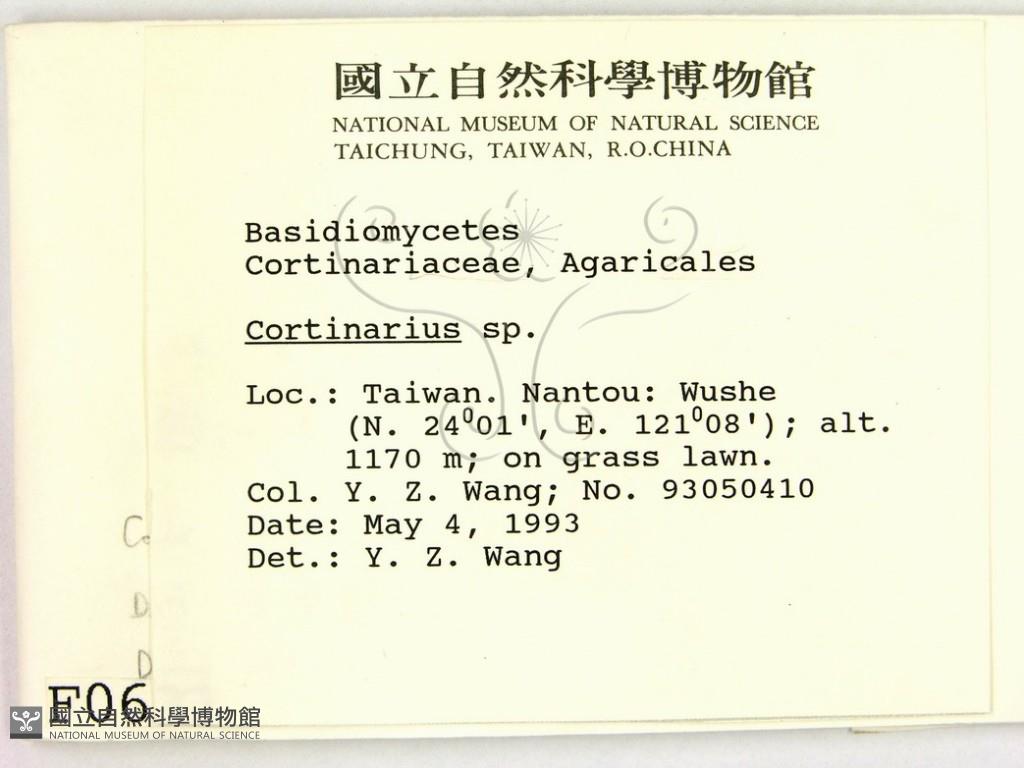 國立自然科學博物館
NATIONAL MUSEUM OF NATURAL SCIENCE
TAICHUNG, TAIWAN, R.O.CHINA
Basidiomycetes
Cortinariaceae, Agaricales
Cortinarius sp.
Loc.: Taiwan. Nantou: Wushe
(N. 24⁰01', E. 121⁰08'); alt.
1170 m; on grass lawn.
Col. Y. Z. Wang; No. 93050410
Date: May 4, 1993
Det.: Y. Z. Wang
Co
D
D
F06
國立自然科學博物館
NATIONAL MUSEUM OF NATURAL SCIENCE